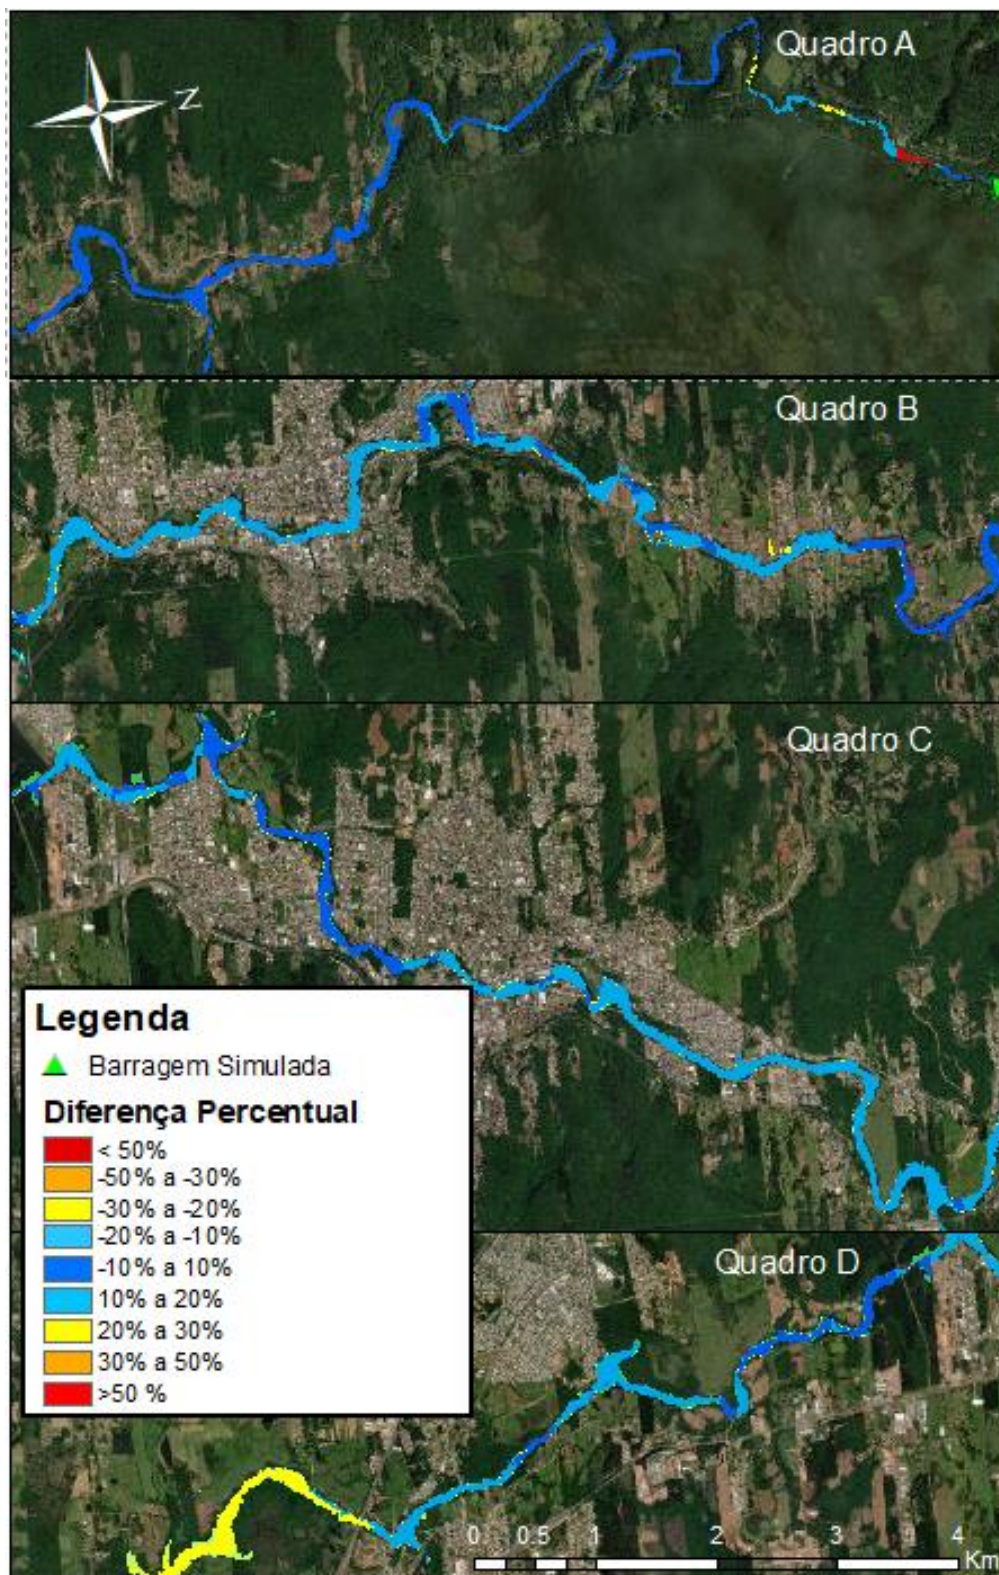 Quadro A
N
Quadro B
Quadro C
Legenda
Barragem Simulada
Diferença Percentual
< 50%
-50% a -30%
-30% a -20%
-20% a -10%
-10% a 10%
10% a 20%
20% a 30%
30% a 50%
>50 %
Quadro D
0 0.5 1 2 3 4
Km